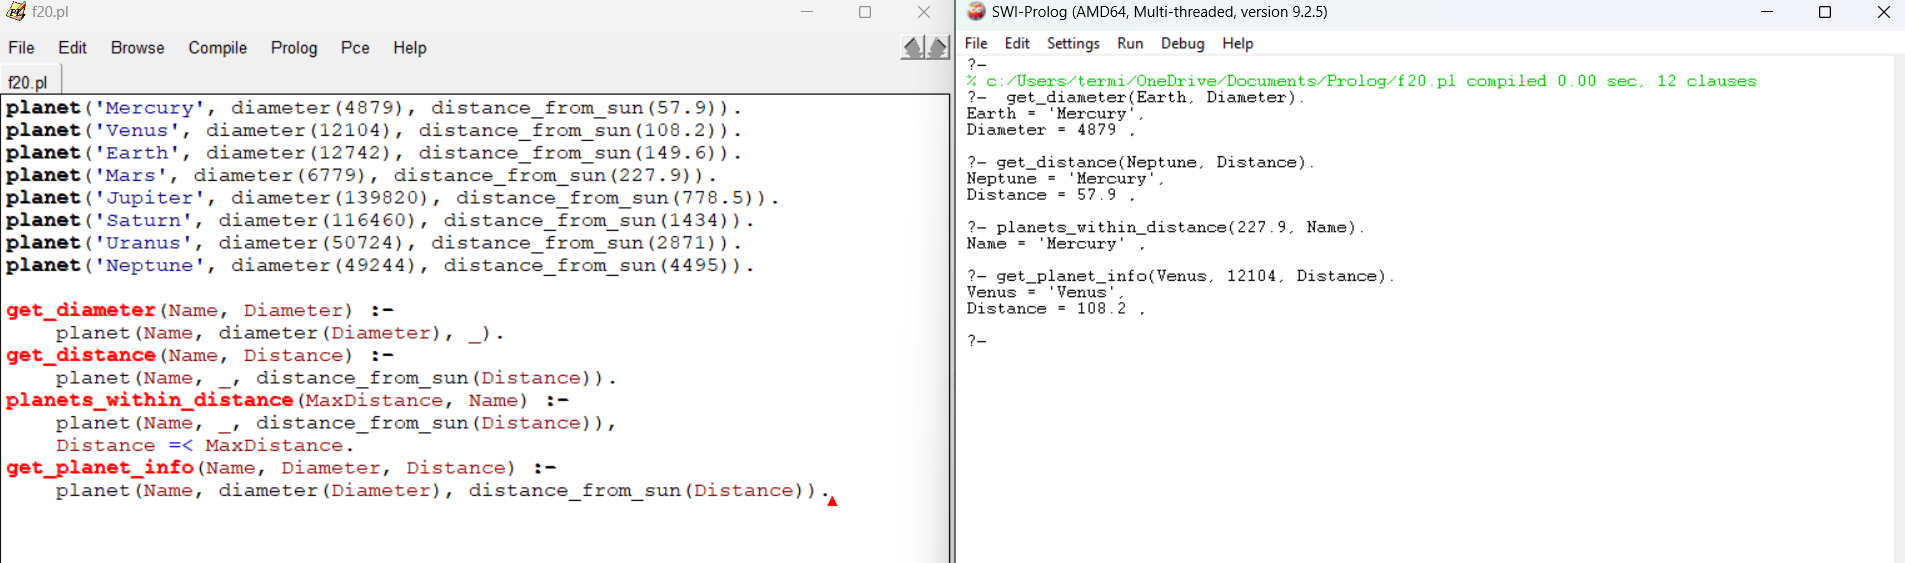 f20.pl
File Edit Browse Compile Prolog Pce Help
f20.pl
planet('Mercury', diameter(4879), distance_from_sun(57.9)).
planet('Venus', diameter(12104), distance_from_sun(108.2)).
planet('Earth', diameter(12742), distance_from_sun(149.6)).
planet('Mars', diameter(6779), distance_from_sun(227.9)).
planet('Jupiter', diameter(139820), distance_from_sun(778.5)).
planet('Saturn', diameter(116460), distance_from_sun(1434)).
planet('Uranus', diameter(50724), distance_from_sun(2871)).
planet('Neptune', diameter(49244), distance_from_sun(4495)).
get_diameter(Name, Diameter) :-
    planet(Name, diameter(Diameter), _).
get_distance(Name, Distance) :-
    planet(Name, _, distance_from_sun(Distance)).
planets_within_distance(MaxDistance, Name) :-
    planet(Name, _, distance_from_sun(Distance)),
    Distance =< MaxDistance.
get_planet_info(Name, Diameter, Distance) :-
    planet(Name, diameter(Diameter), distance_from_sun(Distance)).
SWI-Prolog (AMD64, Multi-threaded, version 9.2.5)
File Edit Settings Run Debug Help
?-
% c:/Users/termi/OneDrive/Documents/Prolog/f20.pl compiled 0.00 sec, 12 clauses
?-  get_diameter(Earth, Diameter).
Earth = 'Mercury',
Diameter = 4879 .
?- get_distance(Neptune, Distance).
Neptune = 'Mercury',
Distance = 57.9 .
?- planets_within_distance(227.9, Name).
Name = 'Mercury' .
?- get_planet_info(Venus, 12104, Distance).
Venus = 'Venus',
Distance = 108.2 .
?-